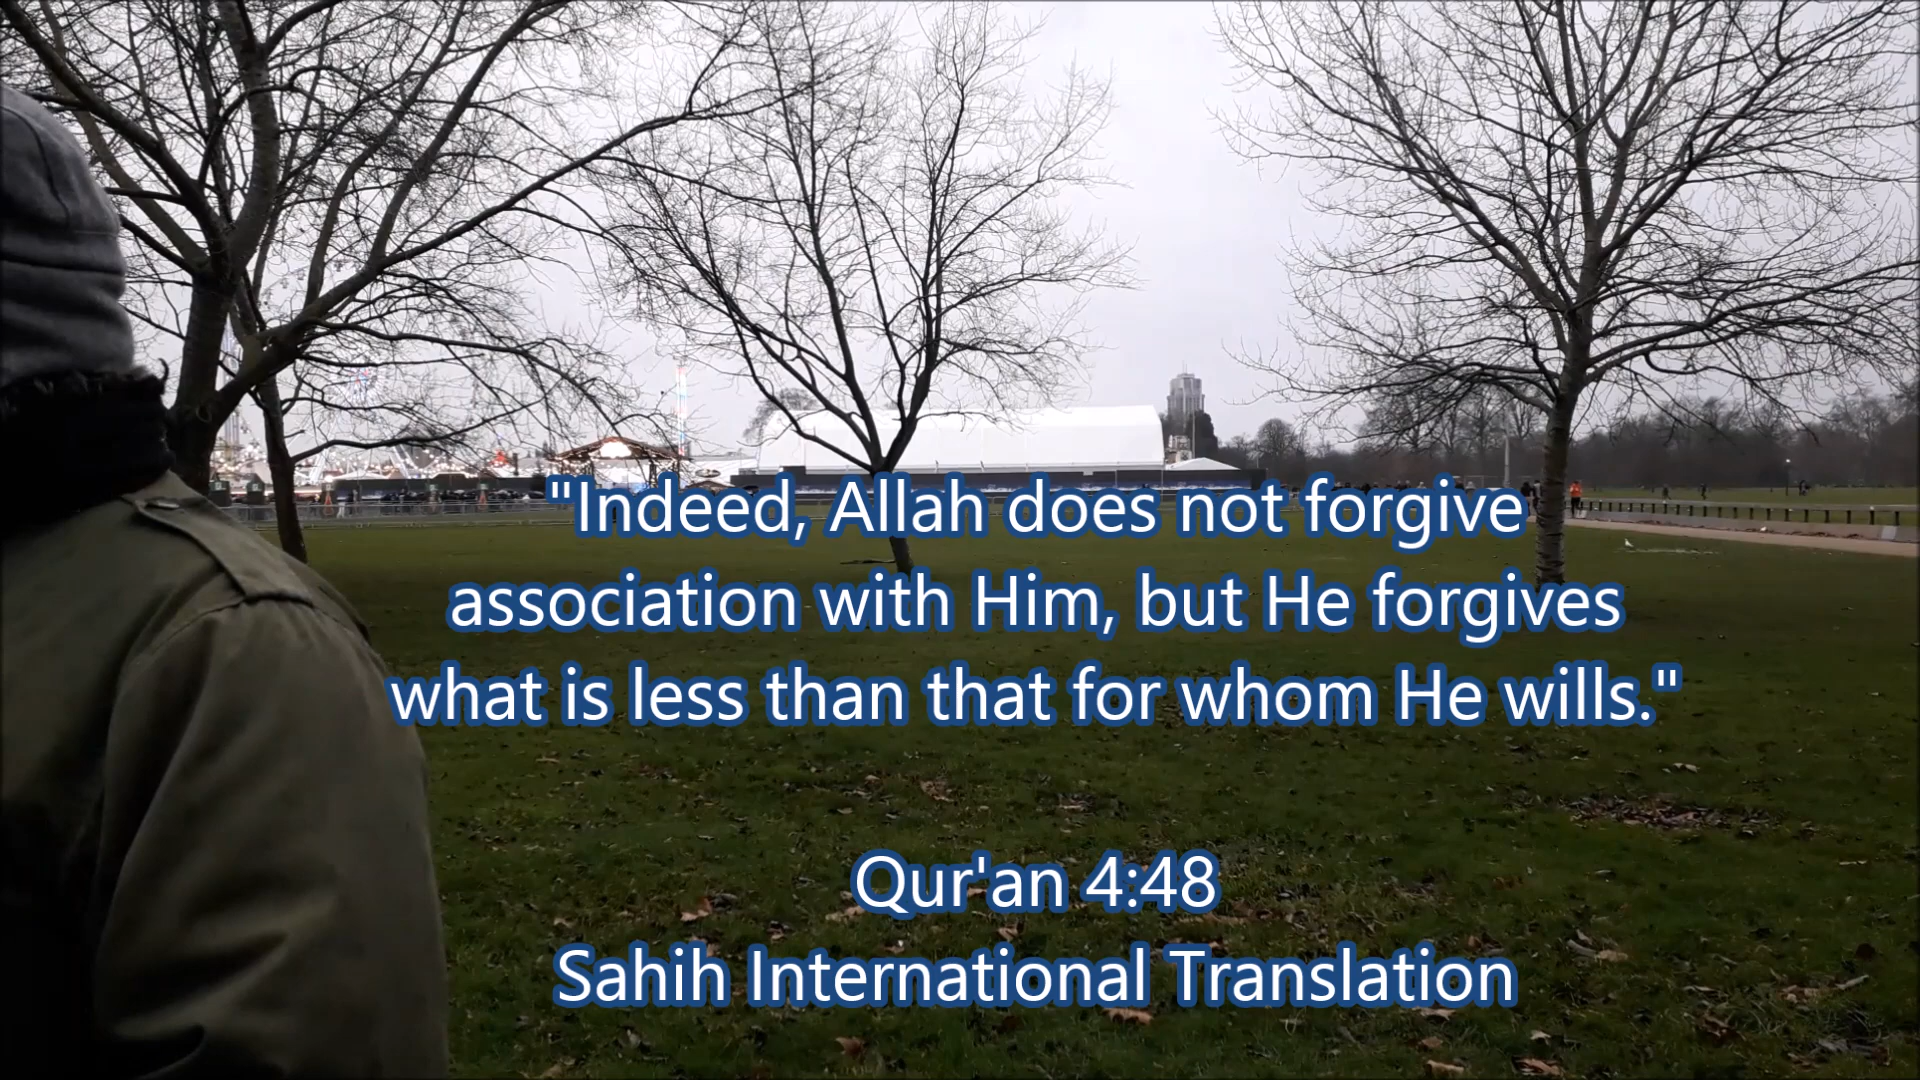 "Indeed, Allah does not forgive
association with Him, but He forgives
what is less than that for whom He wills."
Qur'an 4:48
Sahih International Translation